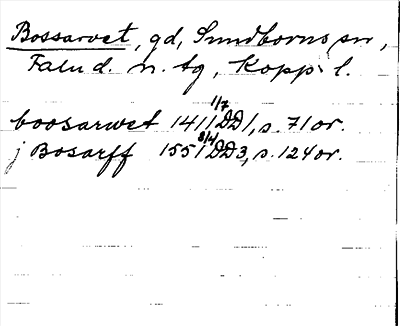 Bossarvet, gd, Sundborns sn,
Falu d. n. tg, Kopp. l.
boosarwet 1411 1/7 DD1, s. 71 or.
j Bosarff 1551 3/4 DD3, s. 124 or.